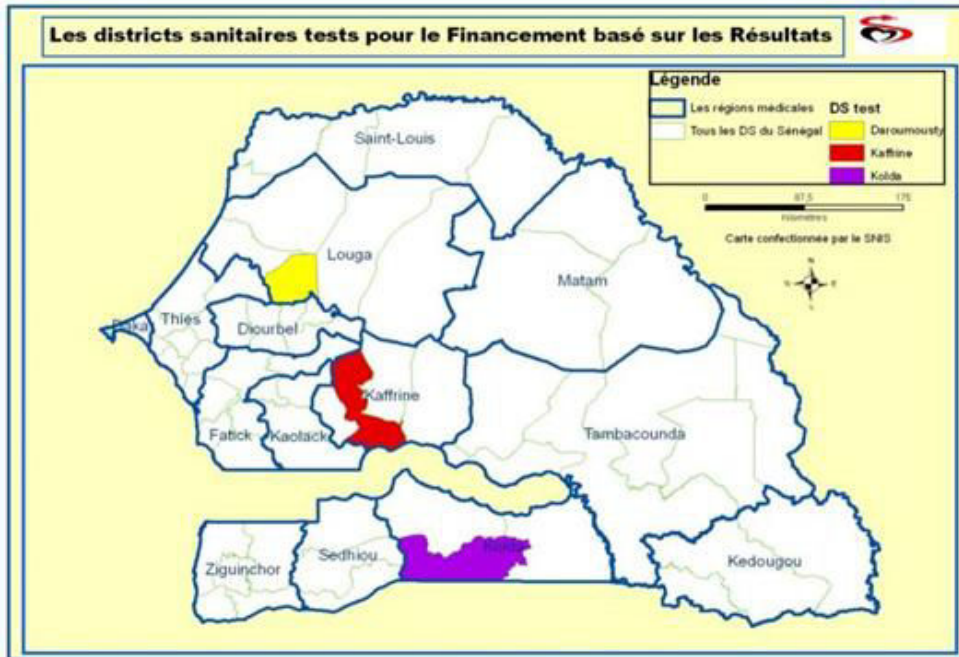 Les districts sanitaires tests pour le Financement basé sur les Résultats
Légende
Les régions médicales
DS test
Tous les DS du Sénégal
Daroumousty
Kaffrine
Kolda
0 87,5 175
Kilomètres
Carte confectionnée par le SNIS
N
Saint-Louis
Louga
Matam
Thies
Diourbel
Kaffrine
Fatick
Kaolack
Tambacounda
Sedhiou
Kolda
Ziguinchor
Kedougou